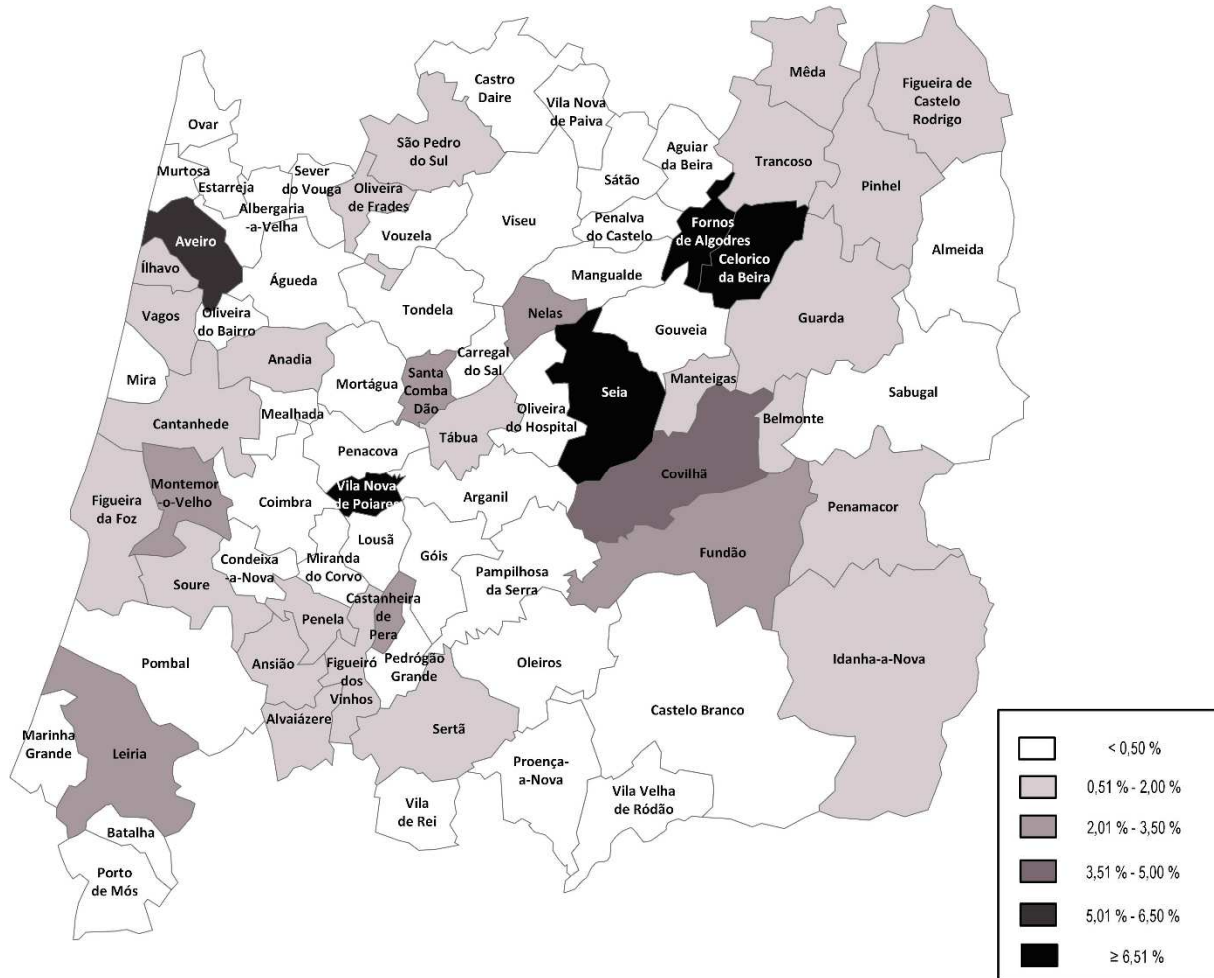 Mêda
Figueira de
Castelo
Rodrigo
Castro
Daire
Vila Nova
de Paiva
Ovar
São Pedro
do Sul
Aguiar
da Beira
Trancoso
Pinhel
Murtosa
Estarreja
Sever
do Vouga
Oliveira
de Frades
Sátão
Albergaria
-a-Velha
Viseu
Penalva
do Castelo
Fornos
de Algodres
Aveiro
Vouzela
Celorico
da Beira
Almeida
Ílhavo
Águeda
Mangualde
Vagos
Oliveira
do Bairro
Tondela
Nelas
Gouveia
Guarda
Anadia
Carregal
do Sal
Mira
Mortágua
Santa
Comba
Dão
Seia
Manteigas
Sabugal
Mealhada
Oliveira
do Hospital
Belmonte
Cantanhede
Tábua
Penacova
Covilhã
Montemor
-o-Velho
Vila Nova
de Poiares
Figueira
da Foz
Coimbra
Arganil
Penamacor
Lousã
Góis
Fundão
Condeixa
-a-Nova
Miranda
do Corvo
Soure
Pampilhosa
da Serra
Castanheira
de
Pera
Penela
Pombal
Ansião
Figueiró
dos
Vinhos
Pedrógão
Grande
Oleiros
Idanha-a-Nova
Alvaiázere
Sertã
Castelo Branco
Marinha
Grande
Leiria
Proença-
a-Nova
Vila
de Rei
Vila Velha
de Ródão
Batalha
Porto
de Mós
< 0,50 %
0,51 % - 2,00 %
2,01 % - 3,50 %
3,51 % - 5,00 %
5,01 % - 6,50 %
≥ 6,51 %